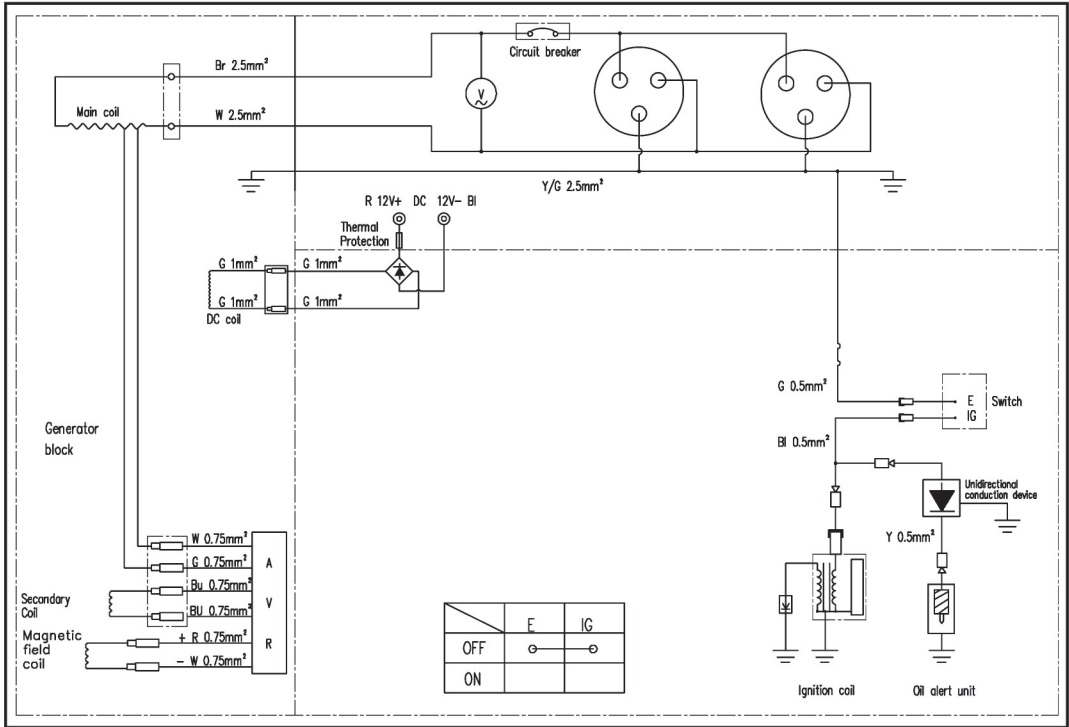 Circuit breaker
Br 2.5mm²
Main coil
V
W 2.5mm²
Y/G 2.5mm²
R 12V+ DC 12V- Bl
Thermal
Protection
G 1mm²
G 1mm²
G 1mm²
G 1mm²
DC coil
G 0.5mm²
E
Switch
IG
Bl 0.5mm²
Generator
block
Unidirectional
conduction device
Y 0.5mm²
W 0.75mm²
G 0.75mm²
Bu 0.75mm²
BU 0.75mm²
+ R 0.75mm²
- W 0.75mm²
A
V
R
Secondary
Coil
Magnetic
field
coil
E IG
OFF
ON
Ignition coil
Oil alert unit